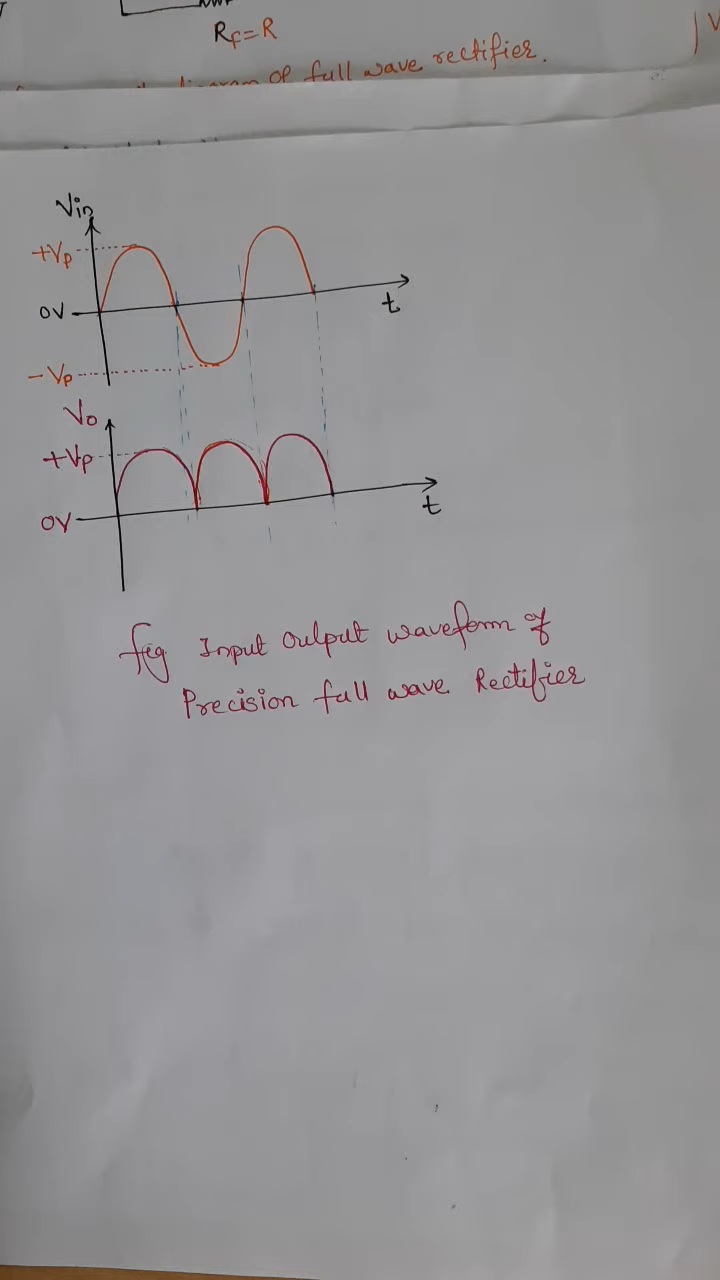 R_F=R
of full wave rectifier.
Vin
+Vp
0V
t
-Vp
Vo
+Vp
0V
t
fig Input output waveform of
Precision full wave Rectifier